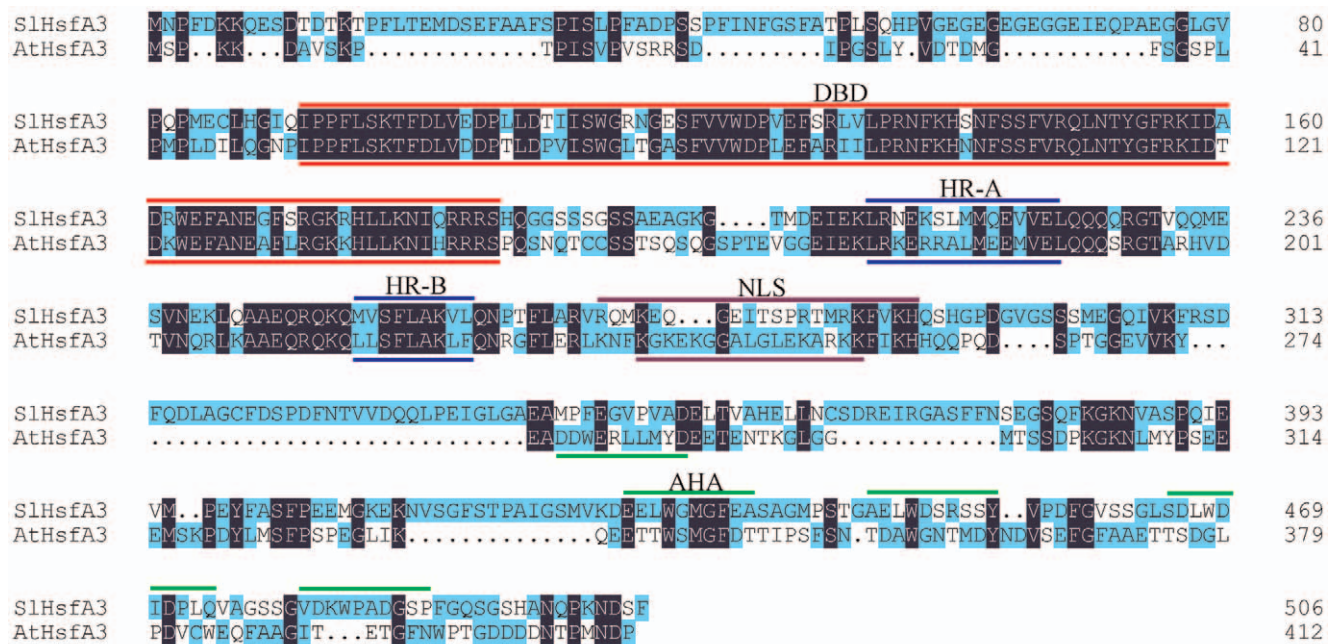 SlHsfA3 MNPFDKKQESDTDTKTPFLTEMDSEFAAFSPISLPFADPSSPFINFGSFATPLSQHPVGEGEGEGEGGEIEQPAEGGLGV 80
AtHsfA3 MSP..KK..DAVSKP...........TPISVPVSRRSD.....IPGSLY.VDTDMG...........FSGSPL 41
DBD
SlHsfA3 PQPMECLHGIQIPPFLSKTFDLVEDPLLDTIISWGRNGESFVVWDPVEFSRLVLPRNFKHSNFSSFVRQLNTYGFRKIDA 160
AtHsfA3 PMPLDILQGNPIPPFLSKTFDLVDDPTLDPVISWGLTGASFVVWDPLEFARIILPRNFKHNNFSSFVRQLNTYGFRKIDT 121
HR-A
SlHsfA3 DRWEFANEGFSRGKRHLLKNIQRRRSHQGGSSSGSSAEAGKG....TMDEIEKLRNEKSLMMQEVVELQQQQRGTVQQME 236
AtHsfA3 DKWEFANEAFLRGKKHLLKNIHRRRSPQSNQTCCSSTSQSQGSPTEVGGEIEKLRKERRALMEEMVELQQQSRGTARHVD 201
HR-B NLS
SlHsfA3 SVNEKLQAAEQRQKQMVSFLAKVLQNPTFLARVRQMKEQ...GEITSPRTMRKFVKHQSHGPDGVGSSSMEGQIVKFRSD 313
AtHsfA3 TVNQRLKAAEQRQKQLLSFLAKLFQNRGFLERLKNFKGKEKGGALGLEKARKKFIKHHQQPQD....SPTGGEVVKY... 274
SlHsfA3 FQDLAGCFDSPDFNTVVDQQLPEIGLGAEAMPFEGVPVADELTVAHELLNCSDREIRGASFFNSEGSQFKGKNVASPQIE 393
AtHsfA3 ............................EADDWERLLMYDEETENTKGLGG............MTSSDPKGKNLMYPSEE 314
AHA
SlHsfA3 VM..PEYFASFPEEMGKEKNVSGFSTPAIGSMVKDEELWGMGFEASAGMPSTGAELWDSRSSY..VPDFGVSSGLSDLWD 469
AtHsfA3 EMSKPDYLMSFPSPEGLIK..............QEETTWSMGFDTTIPSFSN.TDAWGNTMDYNDVSEFGFAAETTSDGL 379
SlHsfA3 IDPLQVAGSSGVDKWPADGSPFGQSGSHANQPKNDSF 506
AtHsfA3 PDVCWEQFAAGIT...ETGFNWPTGDDDDNTPMNDP 412